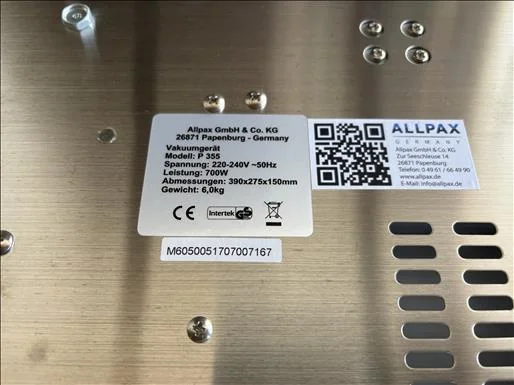 Allpax GmbH & Co. KG
26871 Papenburg - Germany
Vakuumgerät
Modell: P 355
Spannung: 220-240V ~50Hz
Leistung: 700W
Abmessungen: 390x275x150mm
Gewicht: 6,0kg
CE
Intertek GS
M6050051707007167
ALLPAX
GERMANY
Allpax GmbH & Co. KG
Zur Seeschleuse 14
26871 Papenburg
Telefon: 0 49 61 / 66 49 90
www.allpax.de
E-Mail: info@allpax.de